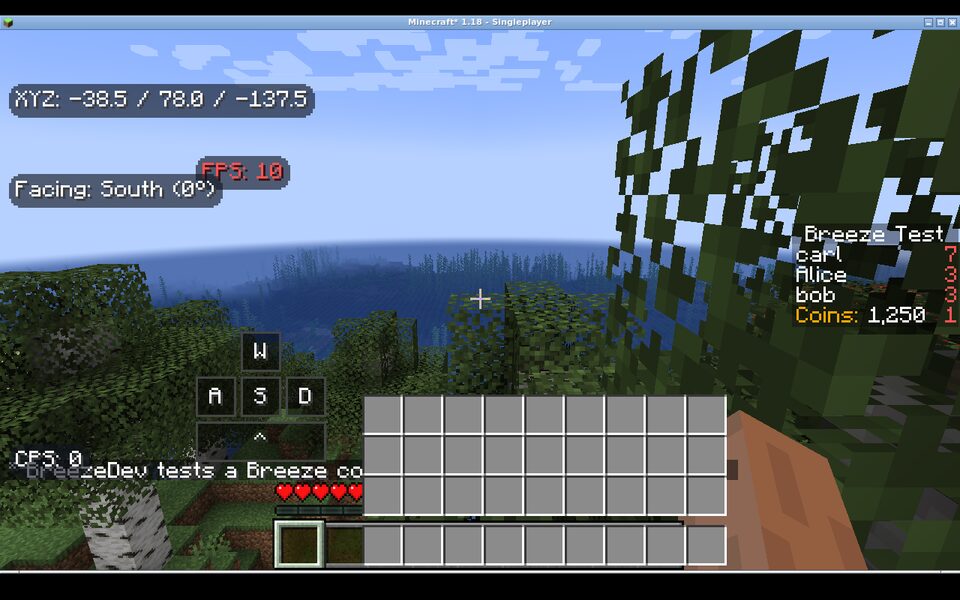 Minecraft* 1.18 - Singleplayer
XYZ: -38.5 / 78.0 / -137.5
FPS: 10
Facing: South (0°)
Breeze Test
carl 7
Alice 3
bob 3
Coins: 1,250 1
W
A S D
^
CPS: 0
BreezeDev tests a Breeze co